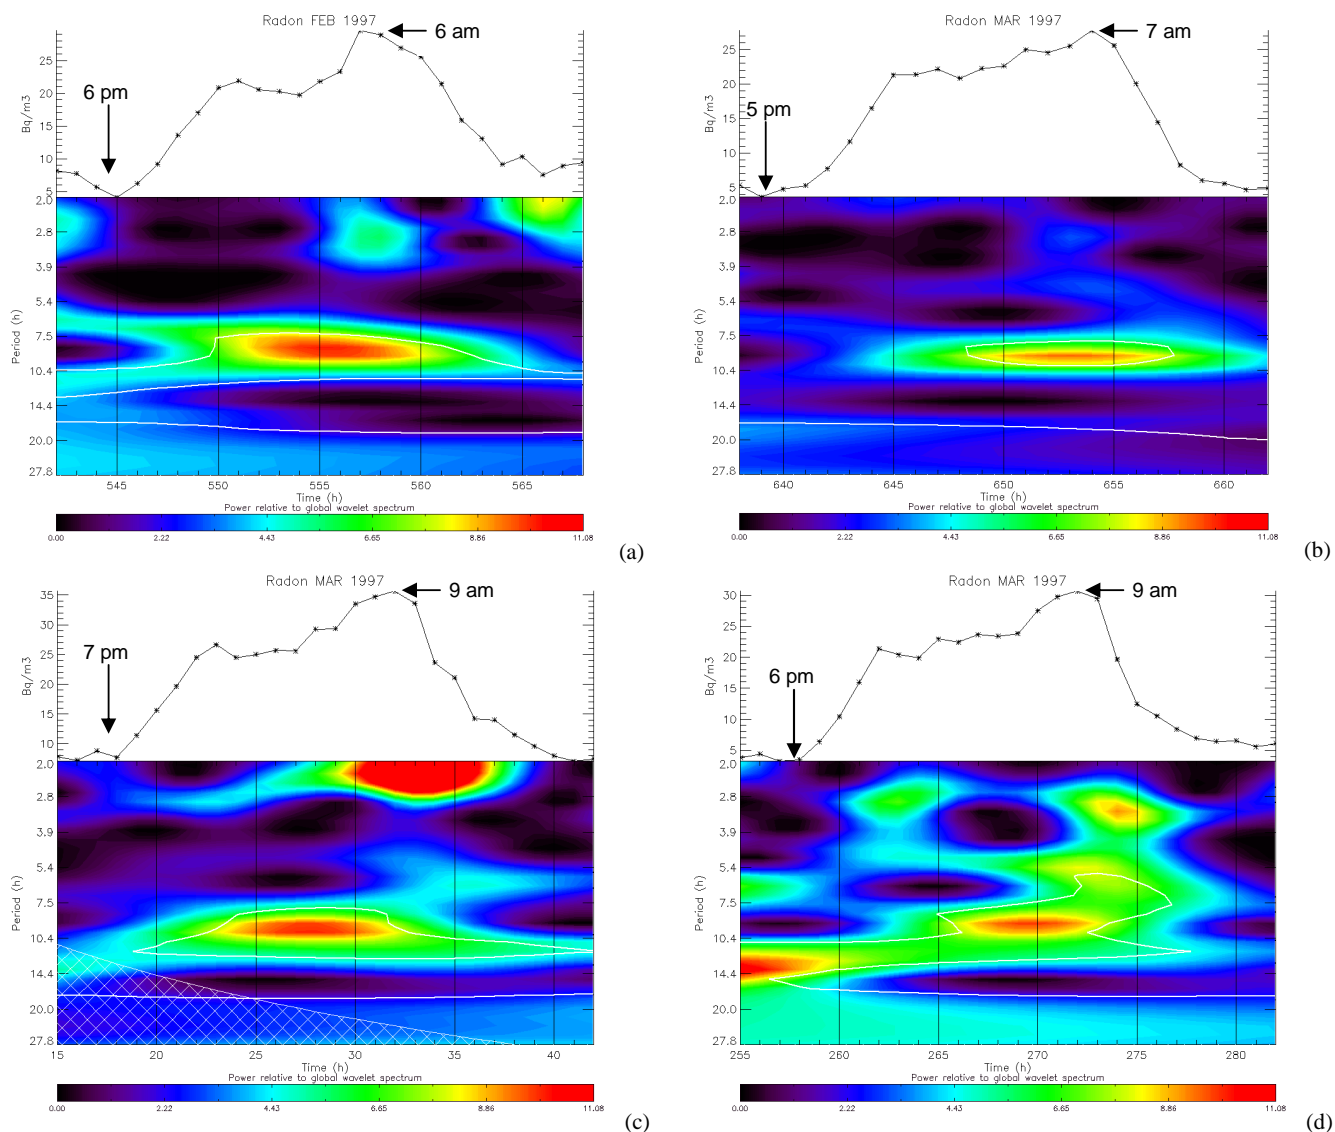 Radon FEB 1997
6 am
6 pm
Bq/m3
25
20
15
10
5
Period (h)
2.0
2.8
3.9
5.4
7.5
10.4
14.4
20.0
27.8
545 550 555 560 565
Time (h)
Power relative to global wavelet spectrum
0.00 2.22 4.43 6.65 8.86 11.08
(a)
Radon MAR 1997
7 am
5 pm
Bq/m3
25
20
15
10
5
Period (h)
2.0
2.8
3.9
5.4
7.5
10.4
14.4
20.0
27.8
640 645 650 655 660
Time (h)
Power relative to global wavelet spectrum
0.00 2.22 4.43 6.65 8.86 11.08
(b)
Radon MAR 1997
9 am
7 pm
Bq/m3
35
30
25
20
15
10
Period (h)
2.0
2.8
3.9
5.4
7.5
10.4
14.4
20.0
27.8
15 20 25 30 35 40
Time (h)
Power relative to global wavelet spectrum
0.00 2.22 4.43 6.65 8.86 11.08
(c)
Radon MAR 1997
9 am
6 pm
Bq/m3
30
25
20
15
10
5
Period (h)
2.0
2.8
3.9
5.4
7.5
10.4
14.4
20.0
27.8
255 260 265 270 275 280
Time (h)
Power relative to global wavelet spectrum
0.00 2.22 4.43 6.65 8.86 11.08
(d)